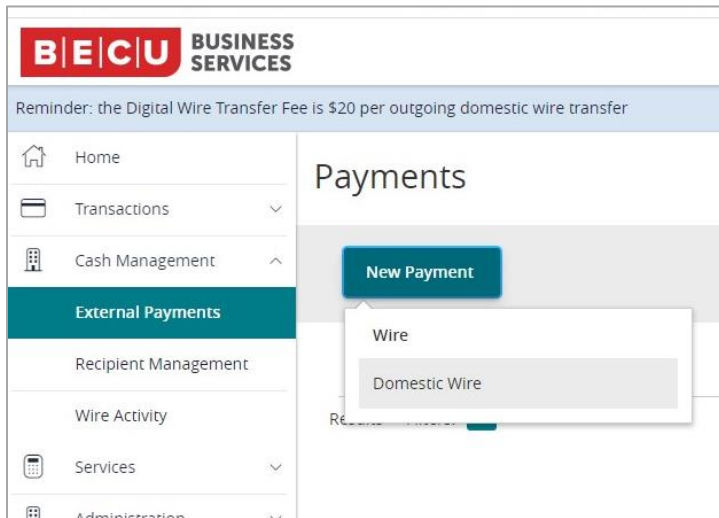 B|E|C|U BUSINESS
SERVICES
Reminder: the Digital Wire Transfer Fee is $20 per outgoing domestic wire transfer
Home
Transactions
Cash Management
External Payments
Recipient Management
Wire Activity
Services
Administration
Payments
New Payment
Wire
Domestic Wire